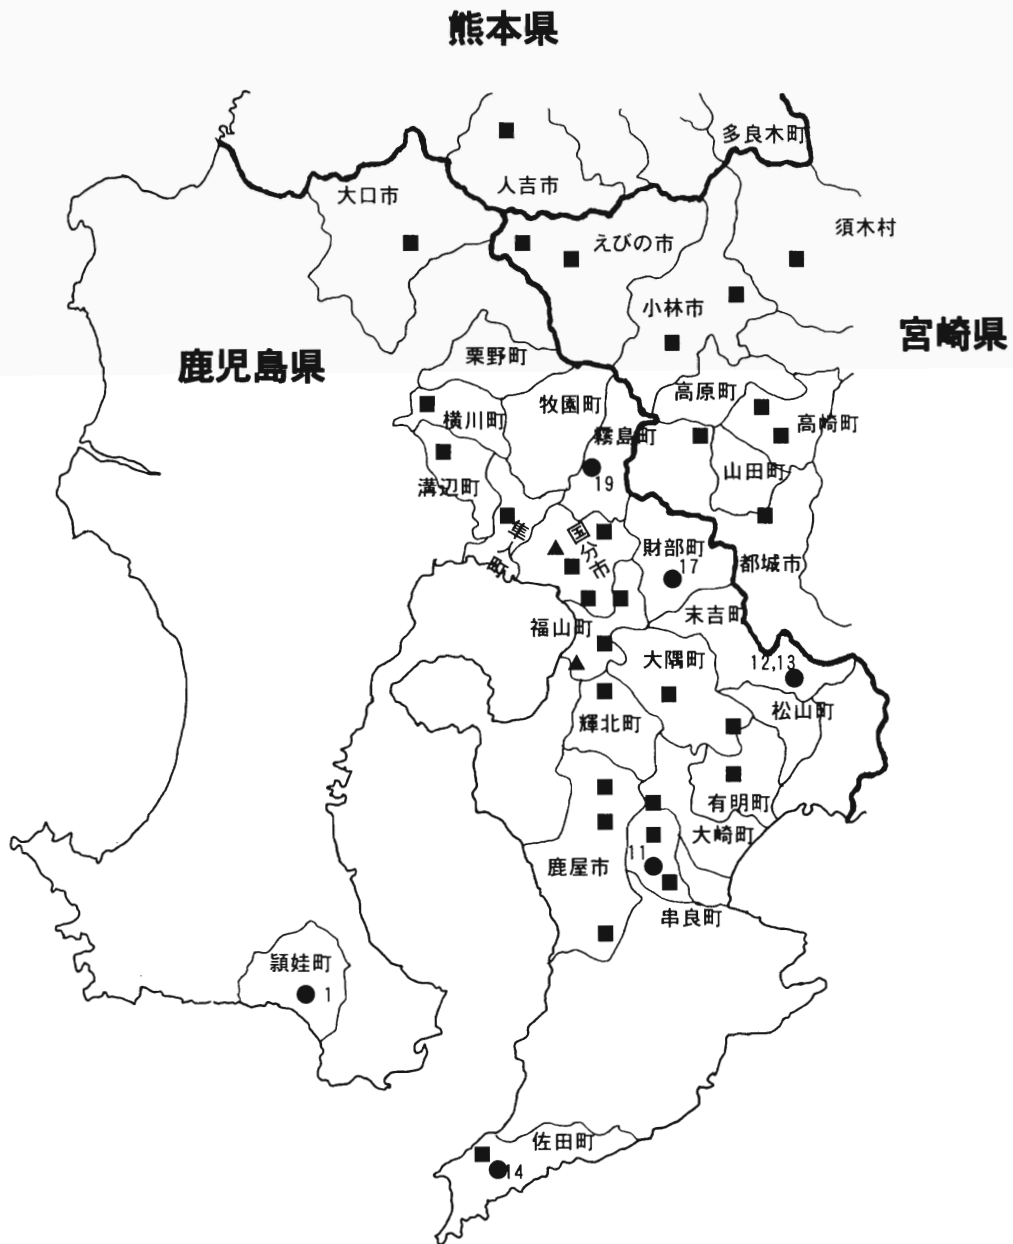 熊本県
多良木町
人吉市
大口市
須木村
えびの市
小林市
宮崎県
鹿児島県
栗野町
高原町
牧園町
横川町
高崎町
霧島町
山田町
19
溝辺町
隼人町
国分市
財部町
17
都城市
末吉町
福山町
大隅町
12,13
松山町
輝北町
有明町
大崎町
11
鹿屋市
串良町
頴娃町
1
佐田町
14